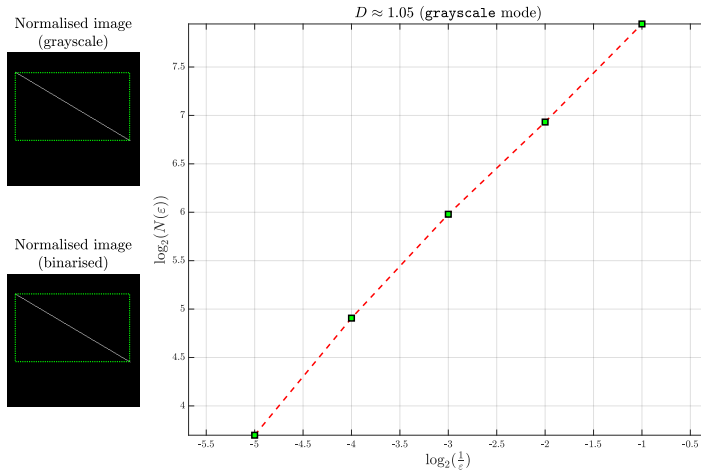 Normalised image
(grayscale)
Normalised image
(binarised)
D ≈ 1.05 (grayscale mode)
7.5
7
6.5
6
5.5
5
4.5
4
log₂(N(ε))
-5.5 -5 -4.5 -4 -3.5 -3 -2.5 -2 -1.5 -1 -0.5
log₂(1/ε)